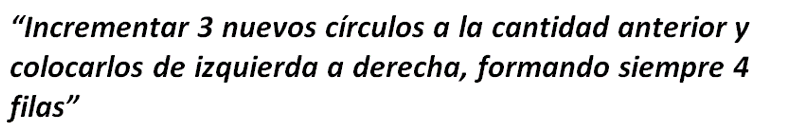 “Incrementar 3 nuevos círculos a la cantidad anterior y
colocarlos de izquierda a derecha, formando siempre 4
filas”